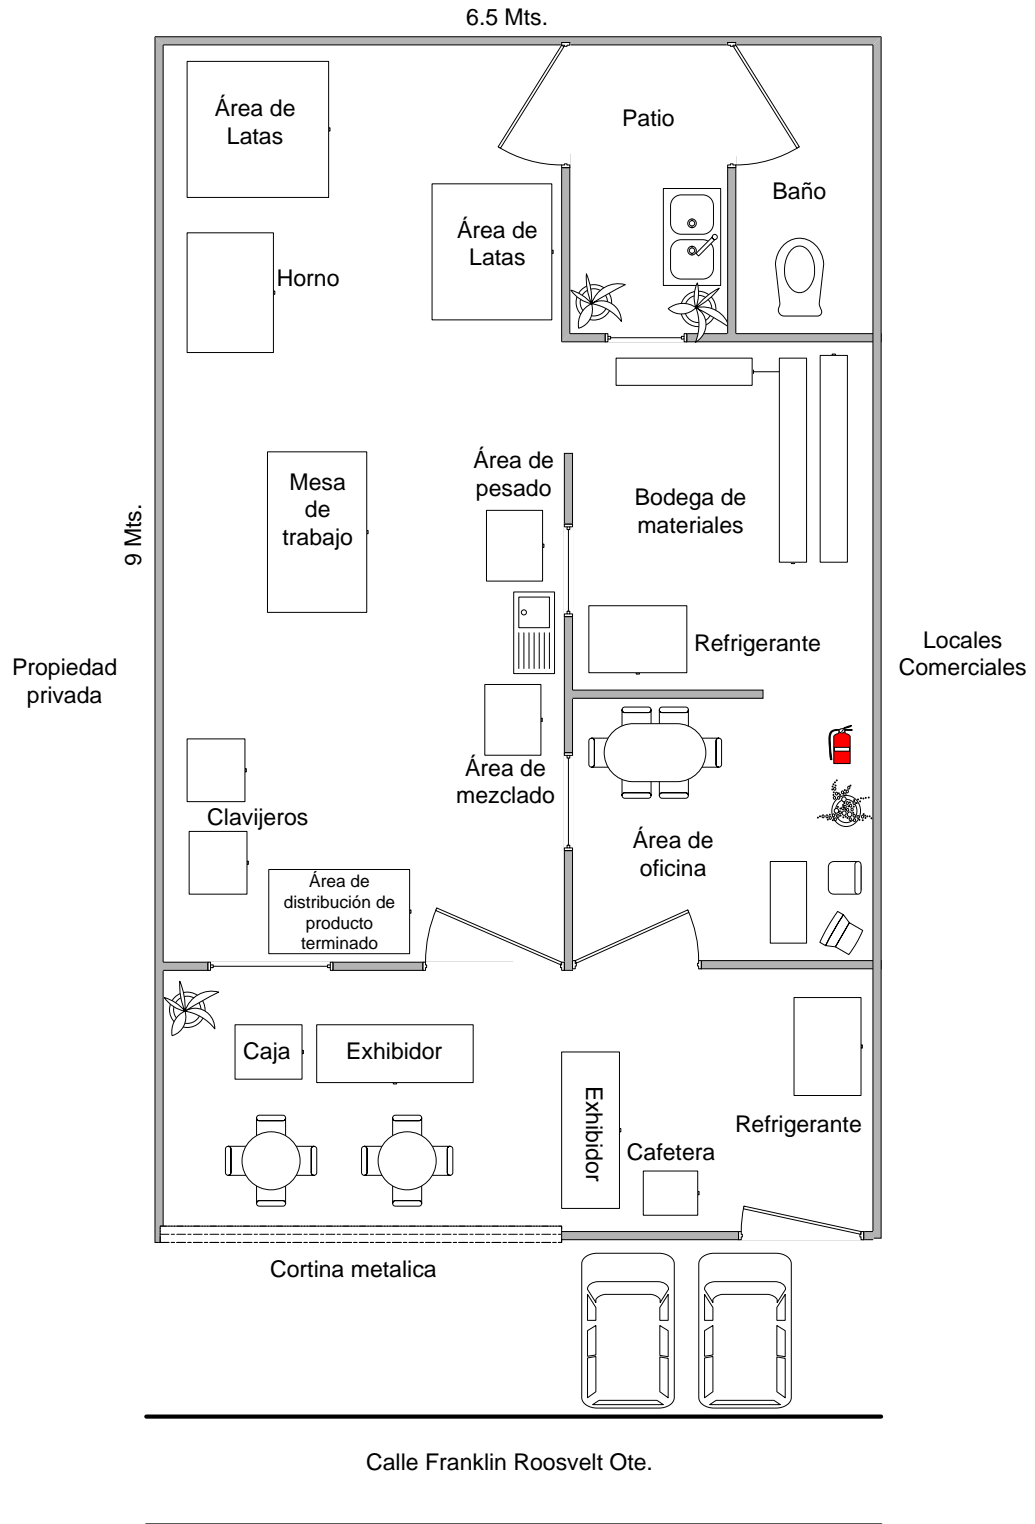 6.5 Mts.
Área de
Latas
Patio
Baño
Área de
Latas
Horno
Área de
pesado
Mesa
de
trabajo
Bodega de
materiales
9 Mts.
Propiedad
privada
Refrigerante
Locales
Comerciales
Área de
mezclado
Clavijeros
Área de
oficina
Área de
distribución de
producto
terminado
Caja
Exhibidor
Exhibidor
Refrigerante
Cafetera
Cortina metalica
Calle Franklin Roosvelt Ote.